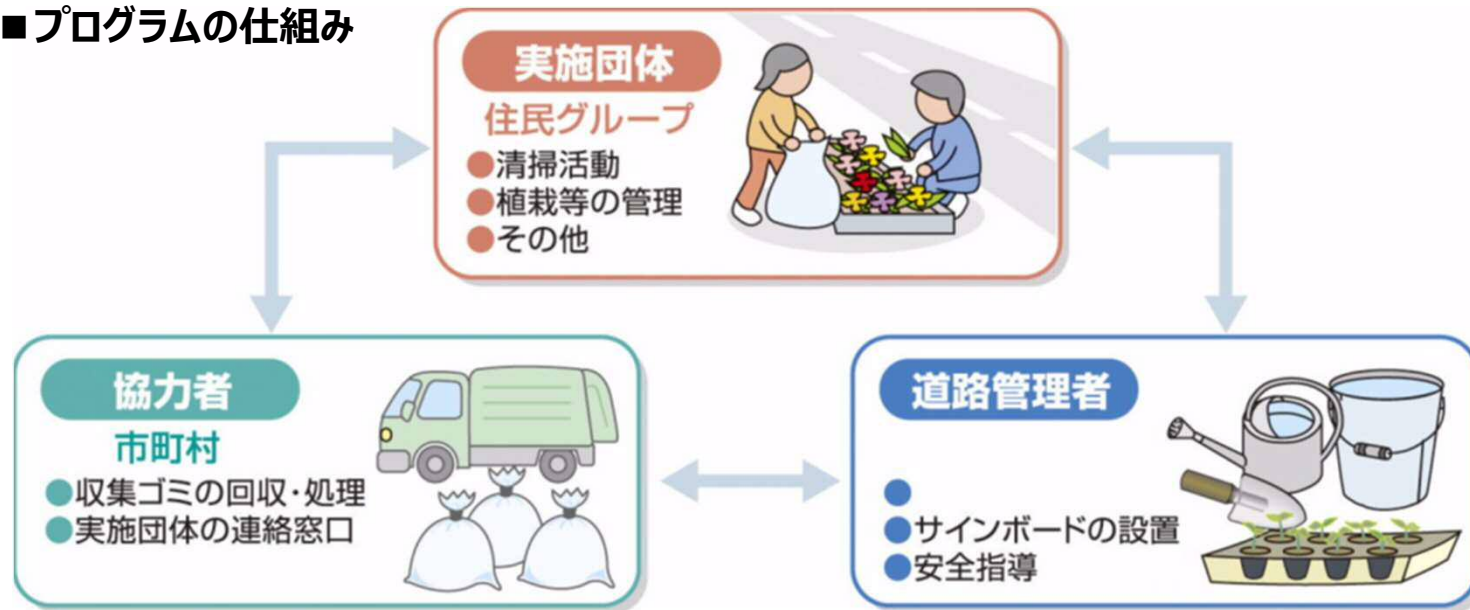 ■プログラムの仕組み
実施団体
住民グループ
●清掃活動
●植栽等の管理
●その他
協力者
市町村
●収集ゴミの回収・処理
●実施団体の連絡窓口
道路管理者
●
●サインボードの設置
●安全指導